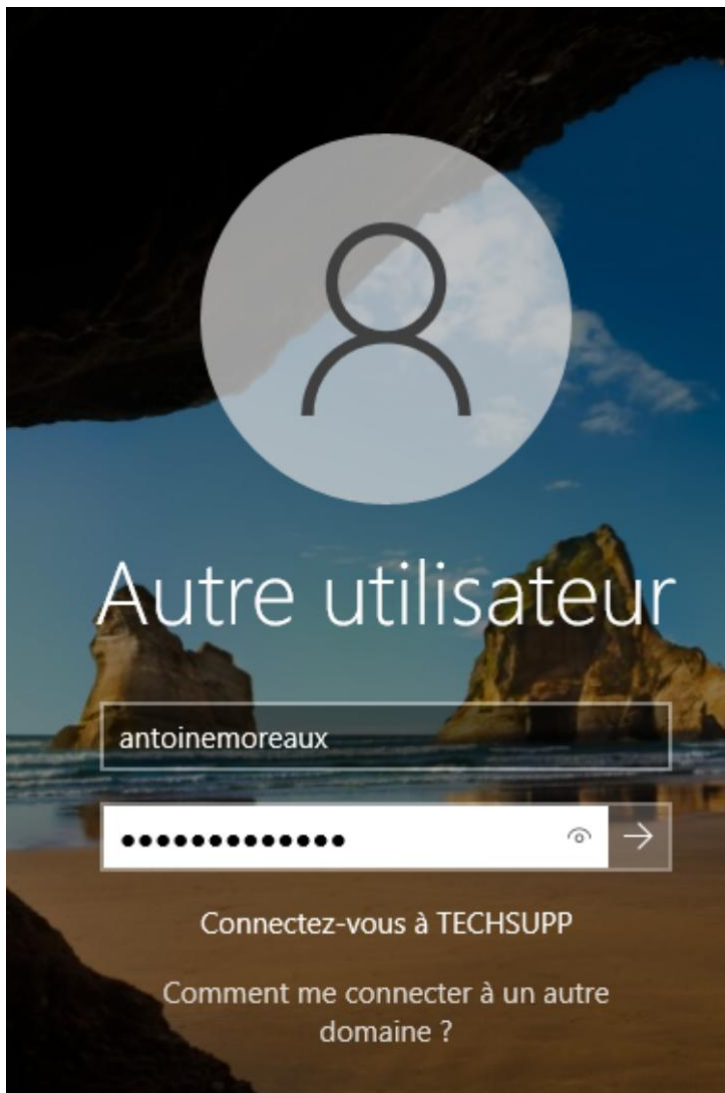 Autre utilisateur
antoinemoreaux
•••••••••••••
Connectez-vous à TECHSUPP
Comment me connecter à un autre
domaine ?